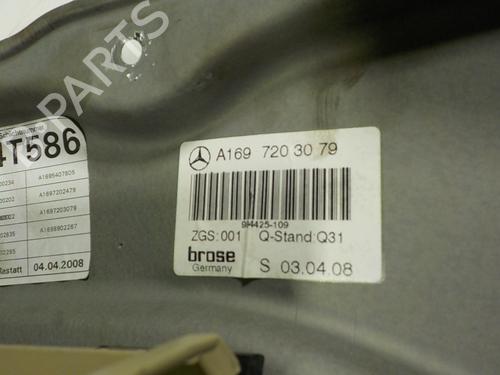 4T586
A1695407805
A1697202479
A1697203079
Rastatt 04.04.2008
A169 720 30 79
9H425-109
ZGS:001 Q-Stand:Q31
brose
Germany
S 03.04.08
B-PARTS